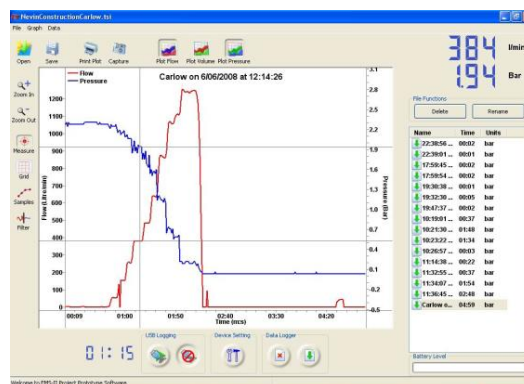 NevinConstructionCarlew.tsi
File Graph Data
Open Save Print Plot Capture Plot Flow Plot Volume Plot Pressure
384 l/min
1.94 Bar
Zoom In
Zoom Out
Measure
Grid
Samples
Filter
Flow
Pressure
Carlow on 6/06/2008 at 12:14:26
Flow (Litre/min)
1200
1100
1000
900
800
700
600
500
400
300
200
100
0
Pressure (Bar)
3.1
2.8
2.5
2.2
1.9
1.6
1.3
1.0
0.7
0.4
0.1
-0.2
-0.5
00:09 01:00 01:50 02:40 03:30 04:20
Time (mcs)
File Functions
Delete Rename
Name Time Units
22:38:56 ... 00:02 bar
22:39:01 ... 00:01 bar
17:59:45 ... 00:02 bar
17:59:54 ... 00:02 bar
19:30:38 ... 00:01 bar
19:32:30 ... 00:05 bar
19:47:37 ... 00:02 bar
10:19:01 ... 00:37 bar
10:21:30 ... 01:48 bar
10:23:22 ... 01:34 bar
10:26:57 ... 00:03 bar
11:14:38 ... 00:22 bar
11:32:55 ... 00:37 bar
11:34:07 ... 01:54 bar
11:36:45 ... 02:48 bar
Carlow o... 04:59 bar
01:15
USB Logging
Device Setting
Data Logger
Battery Level
Project Prototype Software